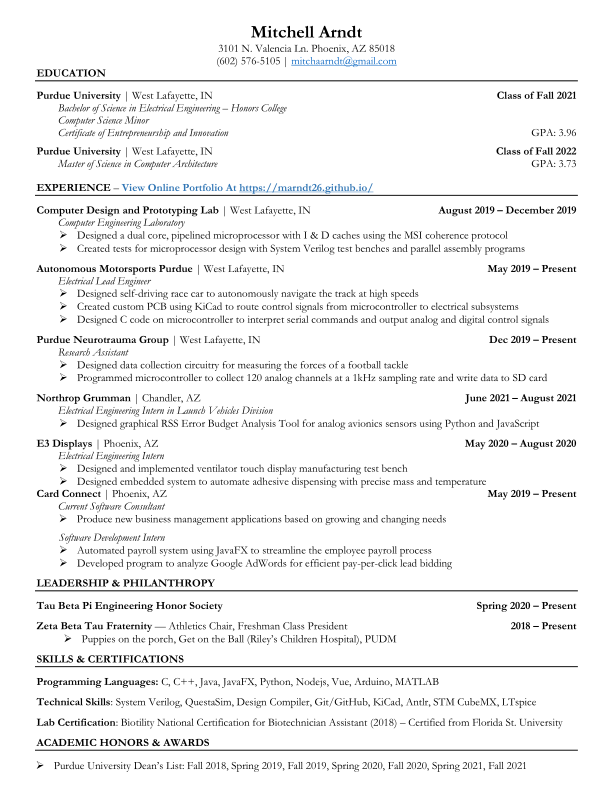 Mitchell Arndt
3101 N. Valencia Ln. Phoenix, AZ 85018
(602) 576-5105 | mitchaarndt@gmail.com
EDUCATION
Purdue University | West Lafayette, IN Class of Fall 2021
Bachelor of Science in Electrical Engineering – Honors College
Computer Science Minor
Certificate of Entrepreneurship and Innovation GPA: 3.96
Purdue University | West Lafayette, IN Class of Fall 2022
Master of Science in Computer Architecture GPA: 3.73
EXPERIENCE – View Online Portfolio At https://marndt26.github.io/
Computer Design and Prototyping Lab | West Lafayette, IN August 2019 – December 2019
Computer Engineering Laboratory
➢ Designed a dual core, pipelined microprocessor with I & D caches using the MSI coherence protocol
➢ Created tests for microprocessor design with System Verilog test benches and parallel assembly programs
Autonomous Motorsports Purdue | West Lafayette, IN May 2019 – Present
Electrical Lead Engineer
➢ Designed self-driving race car to autonomously navigate the track at high speeds
➢ Created custom PCB using KiCad to route control signals from microcontroller to electrical subsystems
➢ Designed C code on microcontroller to interpret serial commands and output analog and digital control signals
Purdue Neurotrauma Group | West Lafayette, IN Dec 2019 – Present
Research Assistant
➢ Designed data collection circuitry for measuring the forces of a football tackle
➢ Programmed microcontroller to collect 120 analog channels at a 1kHz sampling rate and write data to SD card
Northrop Grumman | Chandler, AZ June 2021 – August 2021
Electrical Engineering Intern in Launch Vehicles Division
➢ Designed graphical RSS Error Budget Analysis Tool for analog avionics sensors using Python and JavaScript
E3 Displays | Phoenix, AZ May 2020 – August 2020
Electrical Engineering Intern
➢ Designed and implemented ventilator touch display manufacturing test bench
➢ Designed embedded system to automate adhesive dispensing with precise mass and temperature
Card Connect | Phoenix, AZ May 2019 – Present
Current Software Consultant
➢ Produce new business management applications based on growing and changing needs
Software Development Intern
➢ Automated payroll system using JavaFX to streamline the employee payroll process
➢ Developed program to analyze Google AdWords for efficient pay-per-click lead bidding
LEADERSHIP & PHILANTHROPY
Tau Beta Pi Engineering Honor Society Spring 2020 – Present
Zeta Beta Tau Fraternity — Athletics Chair, Freshman Class President 2018 – Present
➢ Puppies on the porch, Get on the Ball (Riley's Children Hospital), PUDM
SKILLS & CERTIFICATIONS
Programming Languages: C, C++, Java, JavaFX, Python, Nodejs, Vue, Arduino, MATLAB
Technical Skills: System Verilog, QuestaSim, Design Compiler, Git/GitHub, KiCad, Antlr, STM CubeMX, LTspice
Lab Certification: Biotility National Certification for Biotechnician Assistant (2018) – Certified from Florida St. University
ACADEMIC HONORS & AWARDS
➢ Purdue University Dean's List: Fall 2018, Spring 2019, Fall 2019, Spring 2020, Fall 2020, Spring 2021, Fall 2021